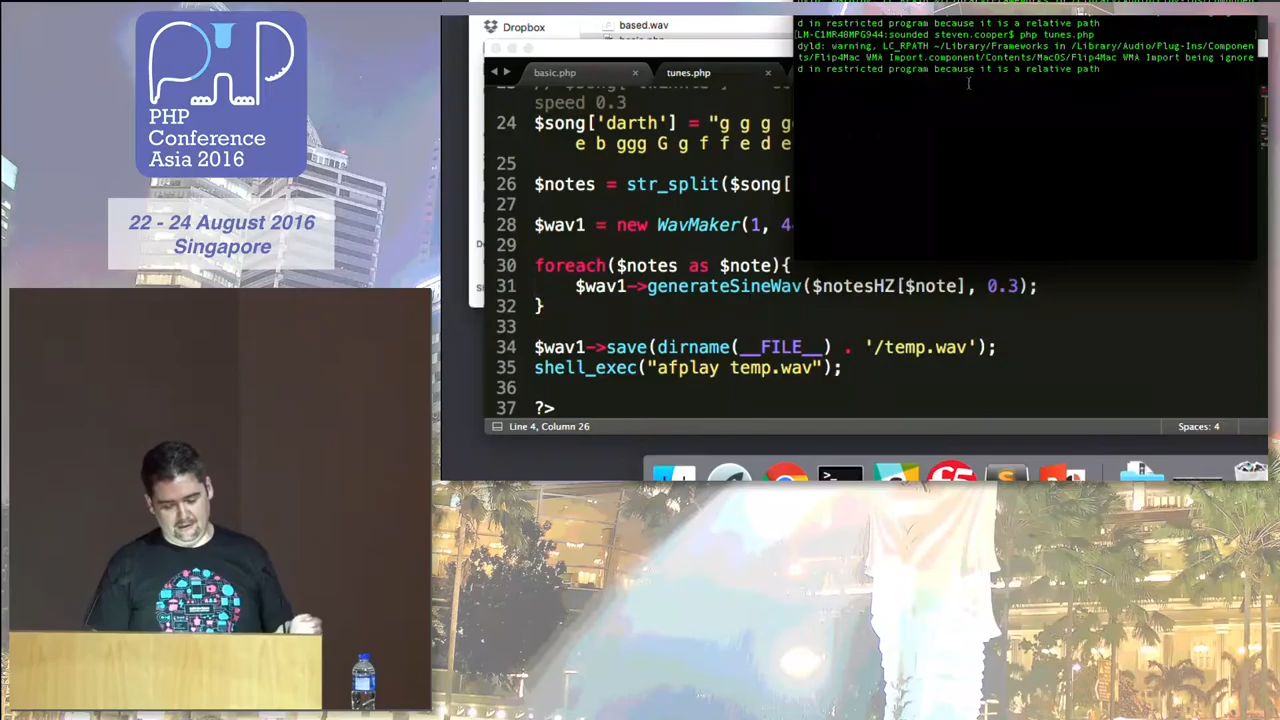 PHP
Conference
Asia 2016
22 - 24 August 2016
Singapore
Dropbox
based.wav
basic.php
tunes.php
speed 0.3
24 $song['darth'] = "g g g g
e b ggg G g f f e d e
25
26 $notes = str_split($song[
27
28 $wav1 = new WavMaker(1, 4
29
30 foreach($notes as $note){
31 $wav1->generateSineWav($notesHZ[$note], 0.3);
32 }
33
34 $wav1->save(dirname(__FILE__) . '/temp.wav');
35 shell_exec("afplay temp.wav");
36
37 ?>
Line 4, Column 26
Spaces: 4
d in restricted program because it is a relative path
[LM-C1MR40MPG944:sounded steven.cooper$ php tunes.php
dyld: warning, LC_RPATH ~/Library/Frameworks in /Library/Audio/Plug-Ins/Componen
ts/Flip4Mac WMA Import.component/Contents/MacOS/Flip4Mac WMA Import being ignore
d in restricted program because it is a relative path